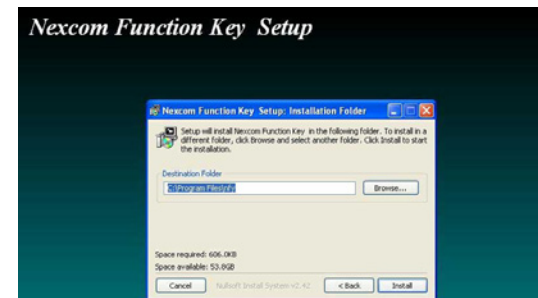 Nexcom Function Key Setup
Nexcom Function Key Setup: Installation Folder
Setup will install Nexcom Function Key in the following folder. To install in a
different folder, click Browse and select another folder. Click Install to start
the installation.
Destination Folder
C:\Program Files\nfy
Browse...
Space required: 606.0KB
Space available: 53.8GB
Cancel
Nullsoft Install System v2.42
< Back
Install